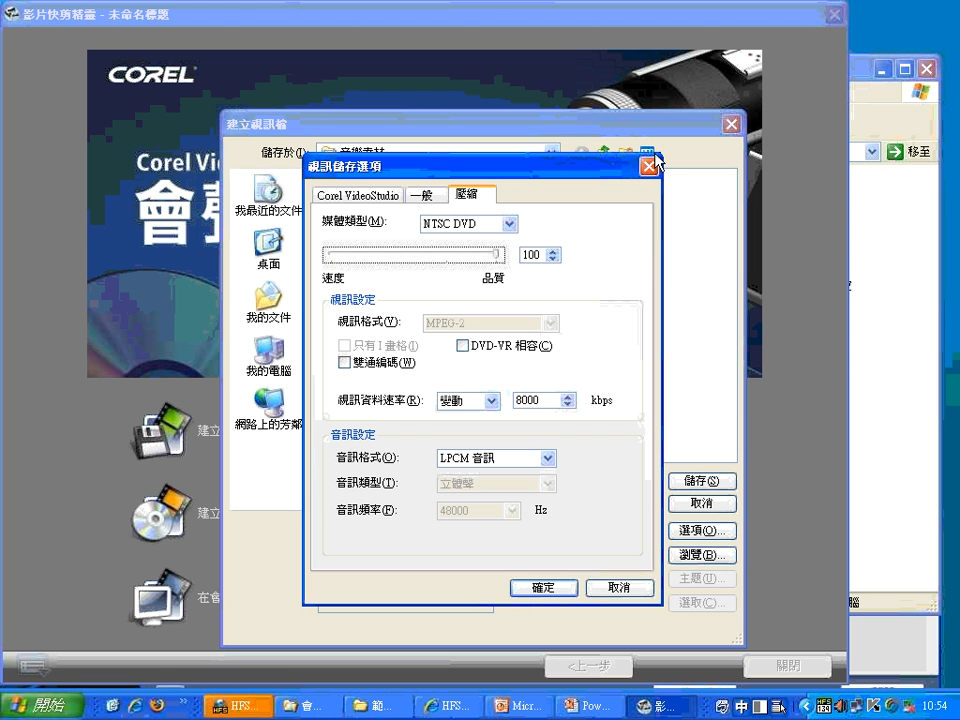 影片快剪精靈 - 未命名標題
COREL
Corel Vi
會聲
建立視訊檔
儲存於(I):
音樂素材
移至
我最近的文件
桌面
我的文件
我的電腦
網路上的芳鄰
視訊儲存選項
Corel VideoStudio
一般
壓縮
媒體類型(M):
NTSC DVD
100
速度
品質
視訊設定
視訊格式(V):
MPEG-2
只有 I 畫格(I)
DVD-VR 相容(C)
雙通編碼(W)
視訊資料速率(R):
變動
8000
kbps
音訊設定
音訊格式(O):
LPCM 音訊
音訊類型(T):
立體聲
音訊頻率(F):
48000
Hz
確定
取消
儲存(S)
取消
選項(O)...
瀏覽(B)...
主題(U)...
選取(C)...
建立
建立
在會
腦
<上一步
關閉
開始
HFS...
會...
範...
HFS...
Micr...
Pow...
影...
中
10:54